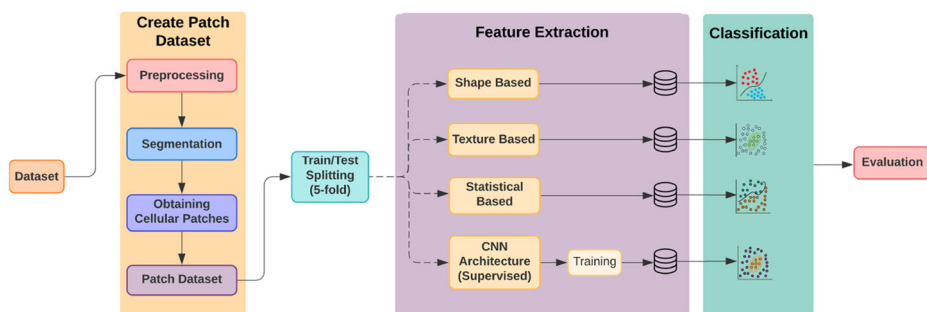 Create Patch
Dataset
Preprocessing
Segmentation
Obtaining
Cellular Patches
Patch Dataset
Dataset
Train/Test
Splitting
(5-fold)
Feature Extraction
Shape Based
Texture Based
Statistical
Based
CNN
Architecture
(Supervised)
Training
Classification
Evaluation